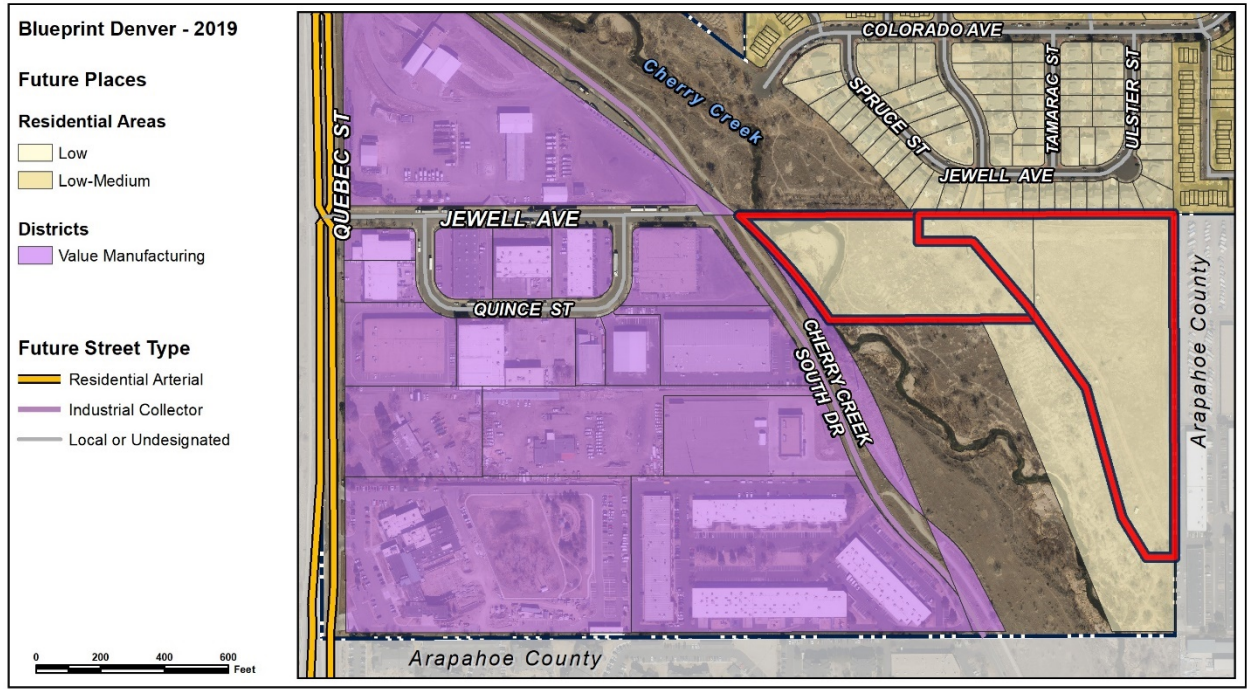 Blueprint Denver - 2019
Future Places
Residential Areas
Low
Low-Medium
Districts
Value Manufacturing
Future Street Type
Residential Arterial
Industrial Collector
Local or Undesignated
0 200 400 600
Feet
COLORADO AVE
Cherry Creek
SPRUCE ST
TAMARAC ST
ULSTER ST
JEWELL AVE
QUEBEC ST
JEWELL AVE
QUINCE ST
CHERRY CREEK
SOUTH DR
Arapahoe County
Arapahoe County